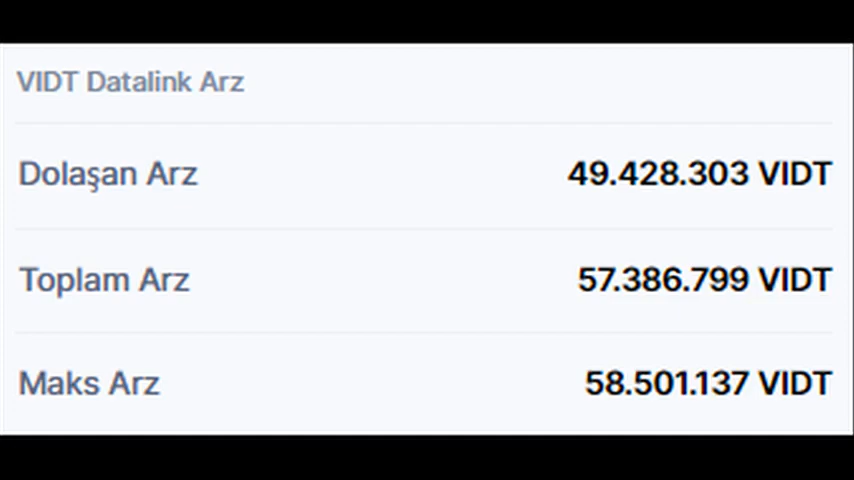 VIDT Datalink Arz
Dolaşan Arz 49.428.303 VIDT
Toplam Arz 57.386.799 VIDT
Maks Arz 58.501.137 VIDT